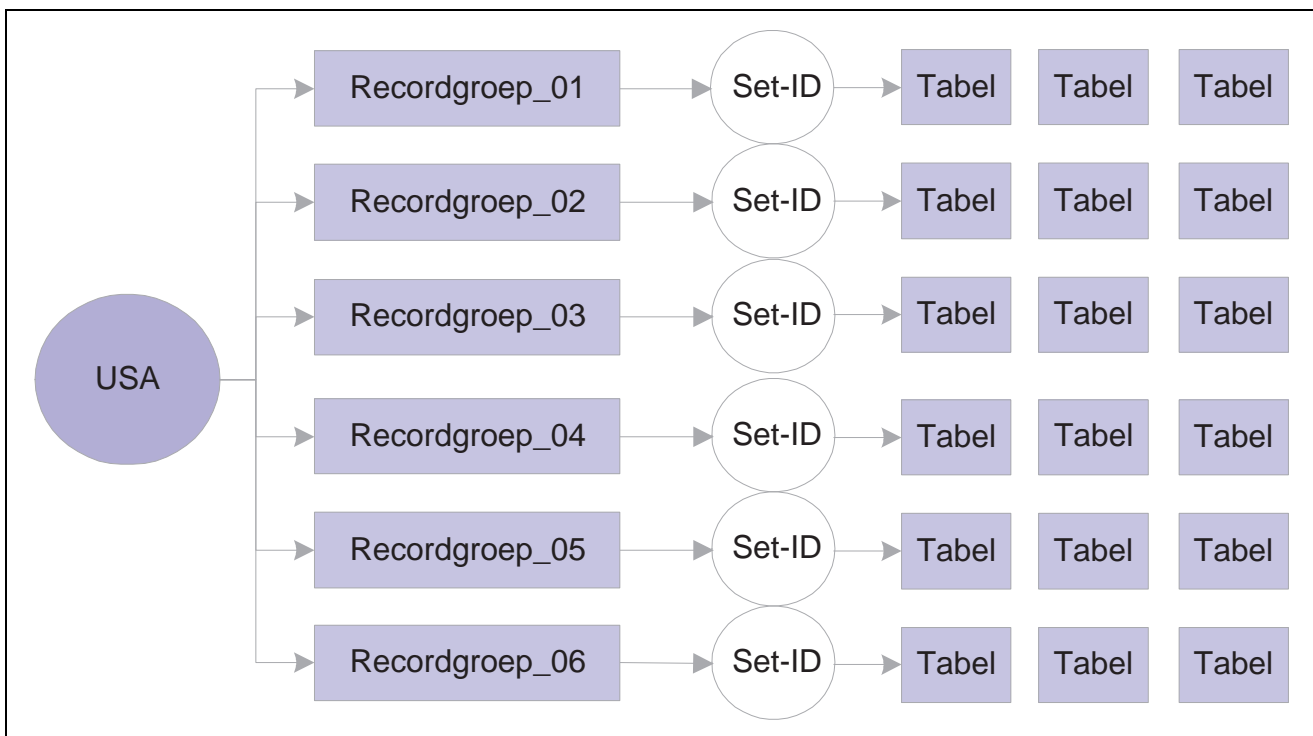 Recordgroep_01 Set-ID Tabel Tabel Tabel
Recordgroep_02 Set-ID Tabel Tabel Tabel
Recordgroep_03 Set-ID Tabel Tabel Tabel
USA
Recordgroep_04 Set-ID Tabel Tabel Tabel
Recordgroep_05 Set-ID Tabel Tabel Tabel
Recordgroep_06 Set-ID Tabel Tabel Tabel